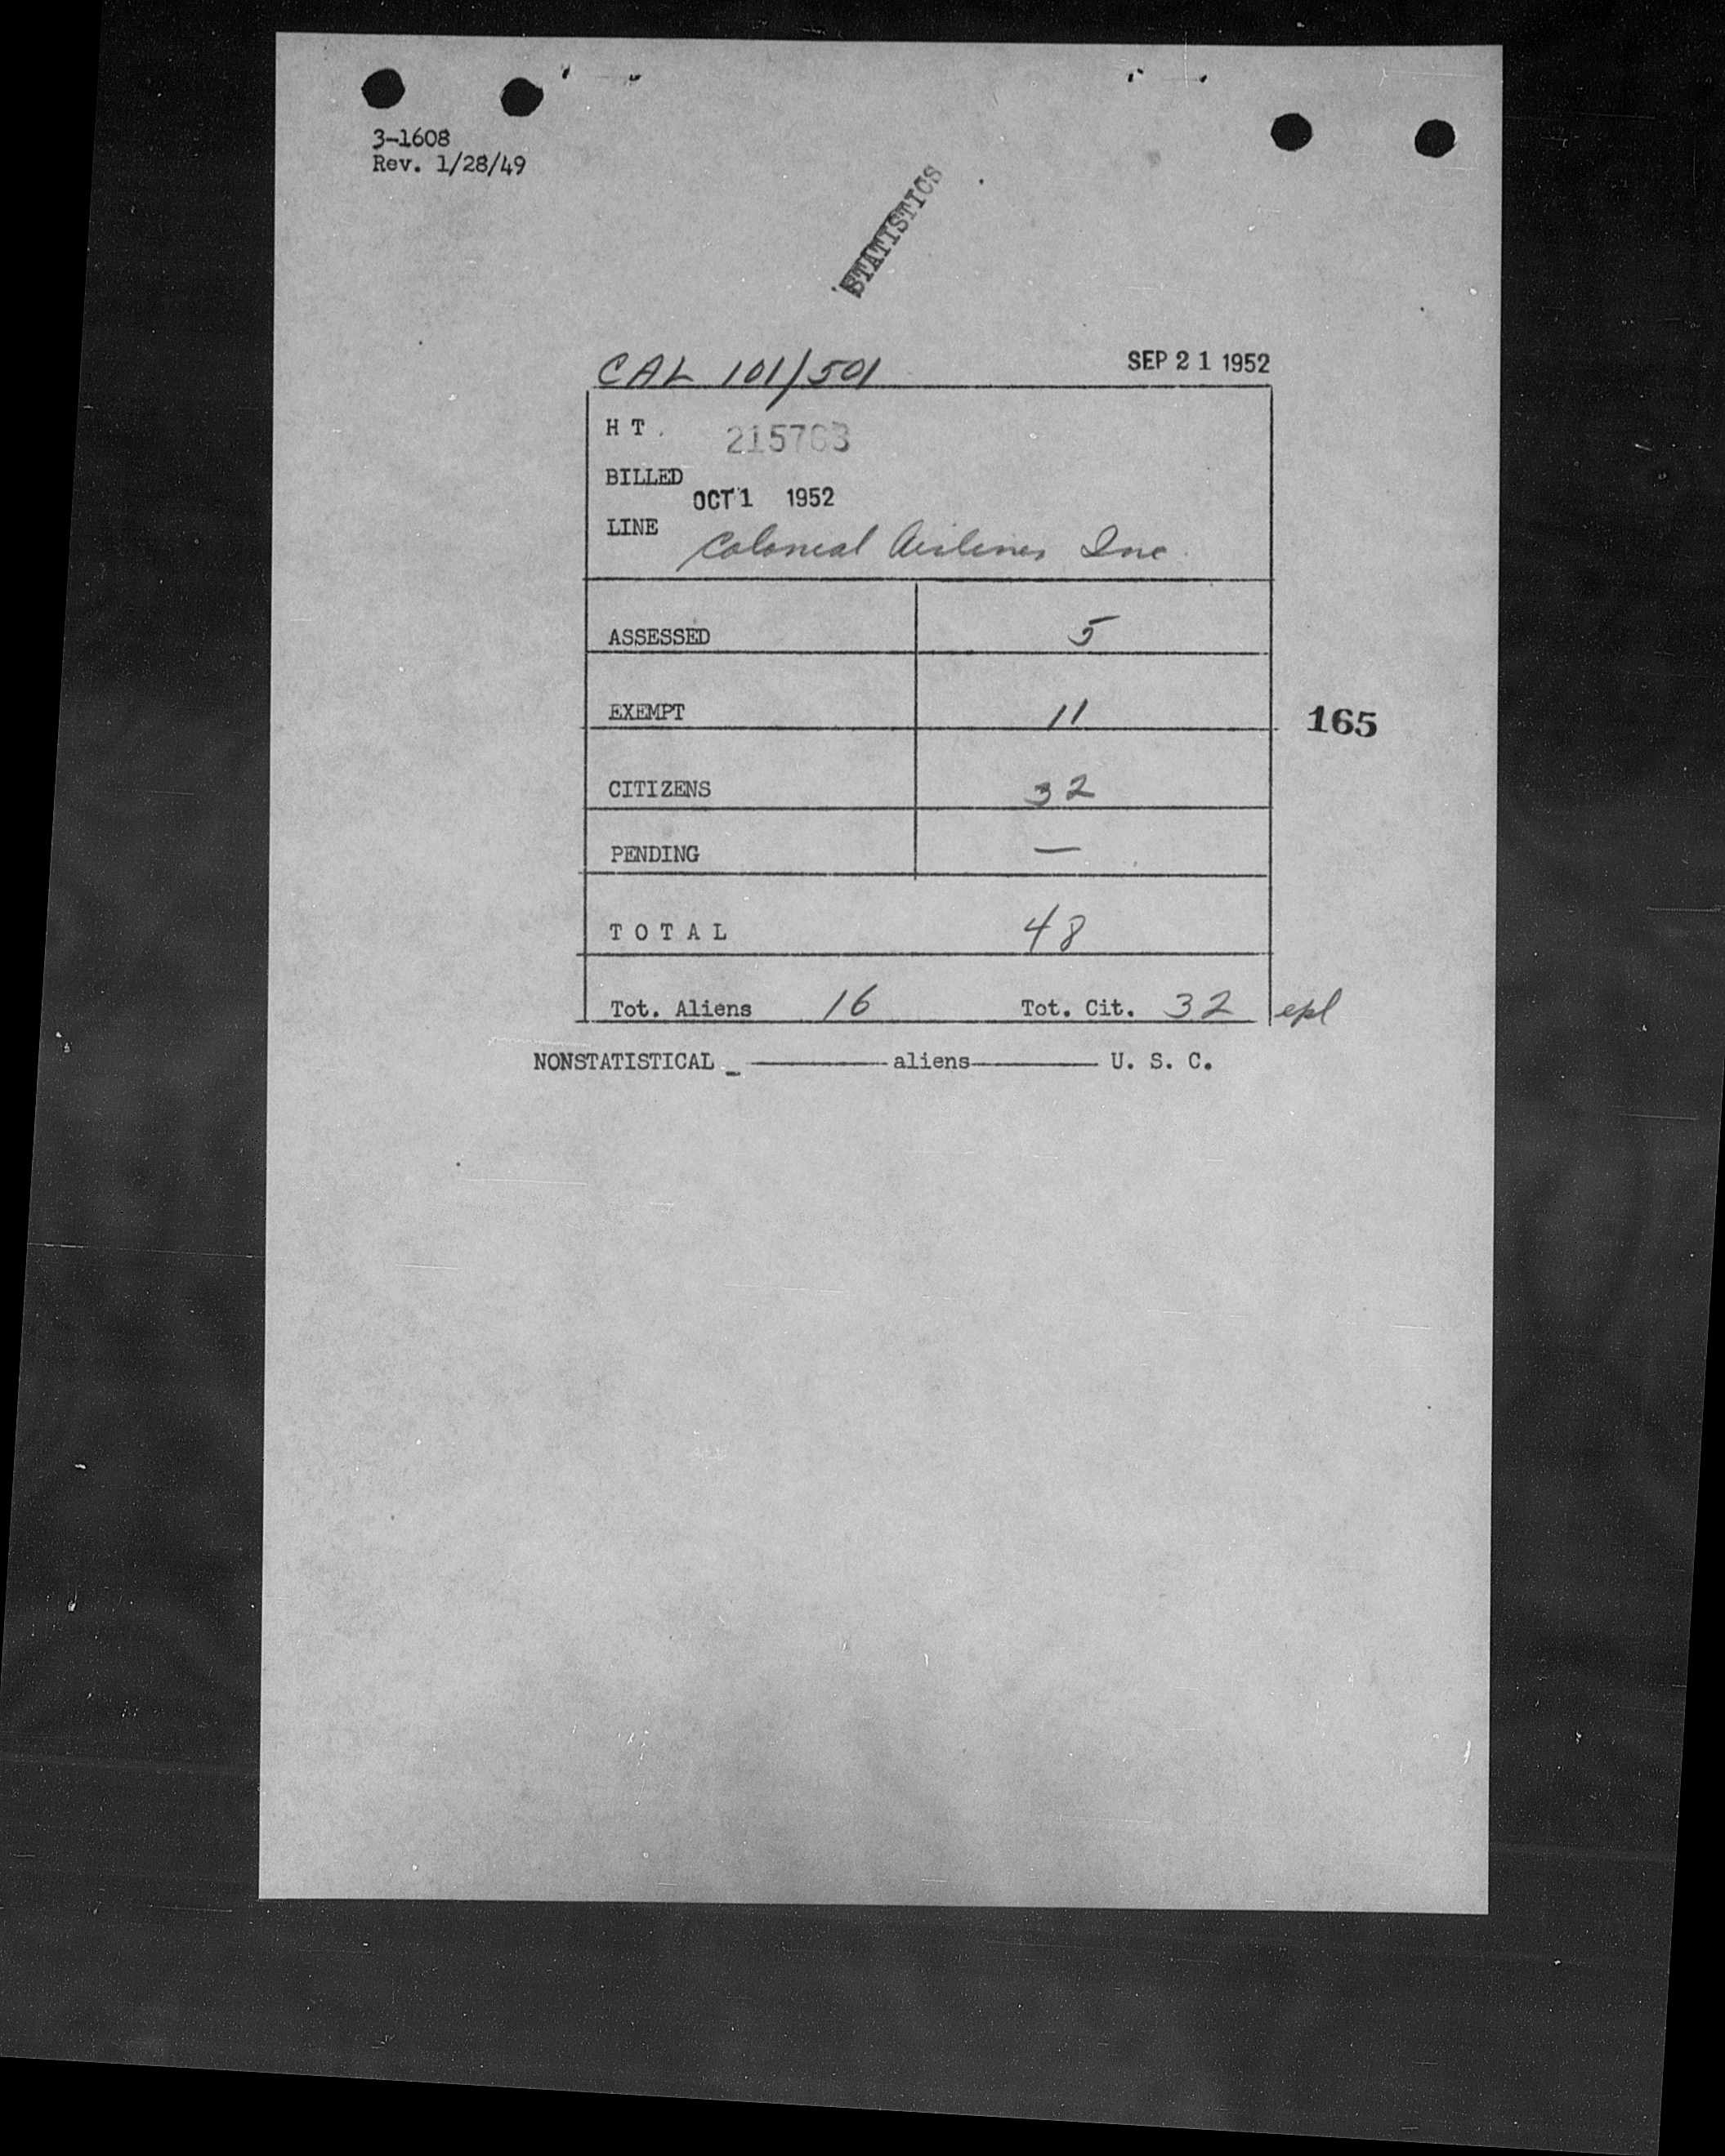 3-1608
Rev. 1/28/49
STATISTICS
CAL 101/501 SEP 21 1952
H T. 215763
BILLED
OCT 1 1952
LINE
Colonial Airlines Inc.
ASSESSED 5
EXEMPT 11
165
CITIZENS 32
PENDING —
T O T A L 48
Tot. Aliens 16 Tot. Cit. 32 epl
NONSTATISTICAL _ ———— aliens ———— U. S. C.